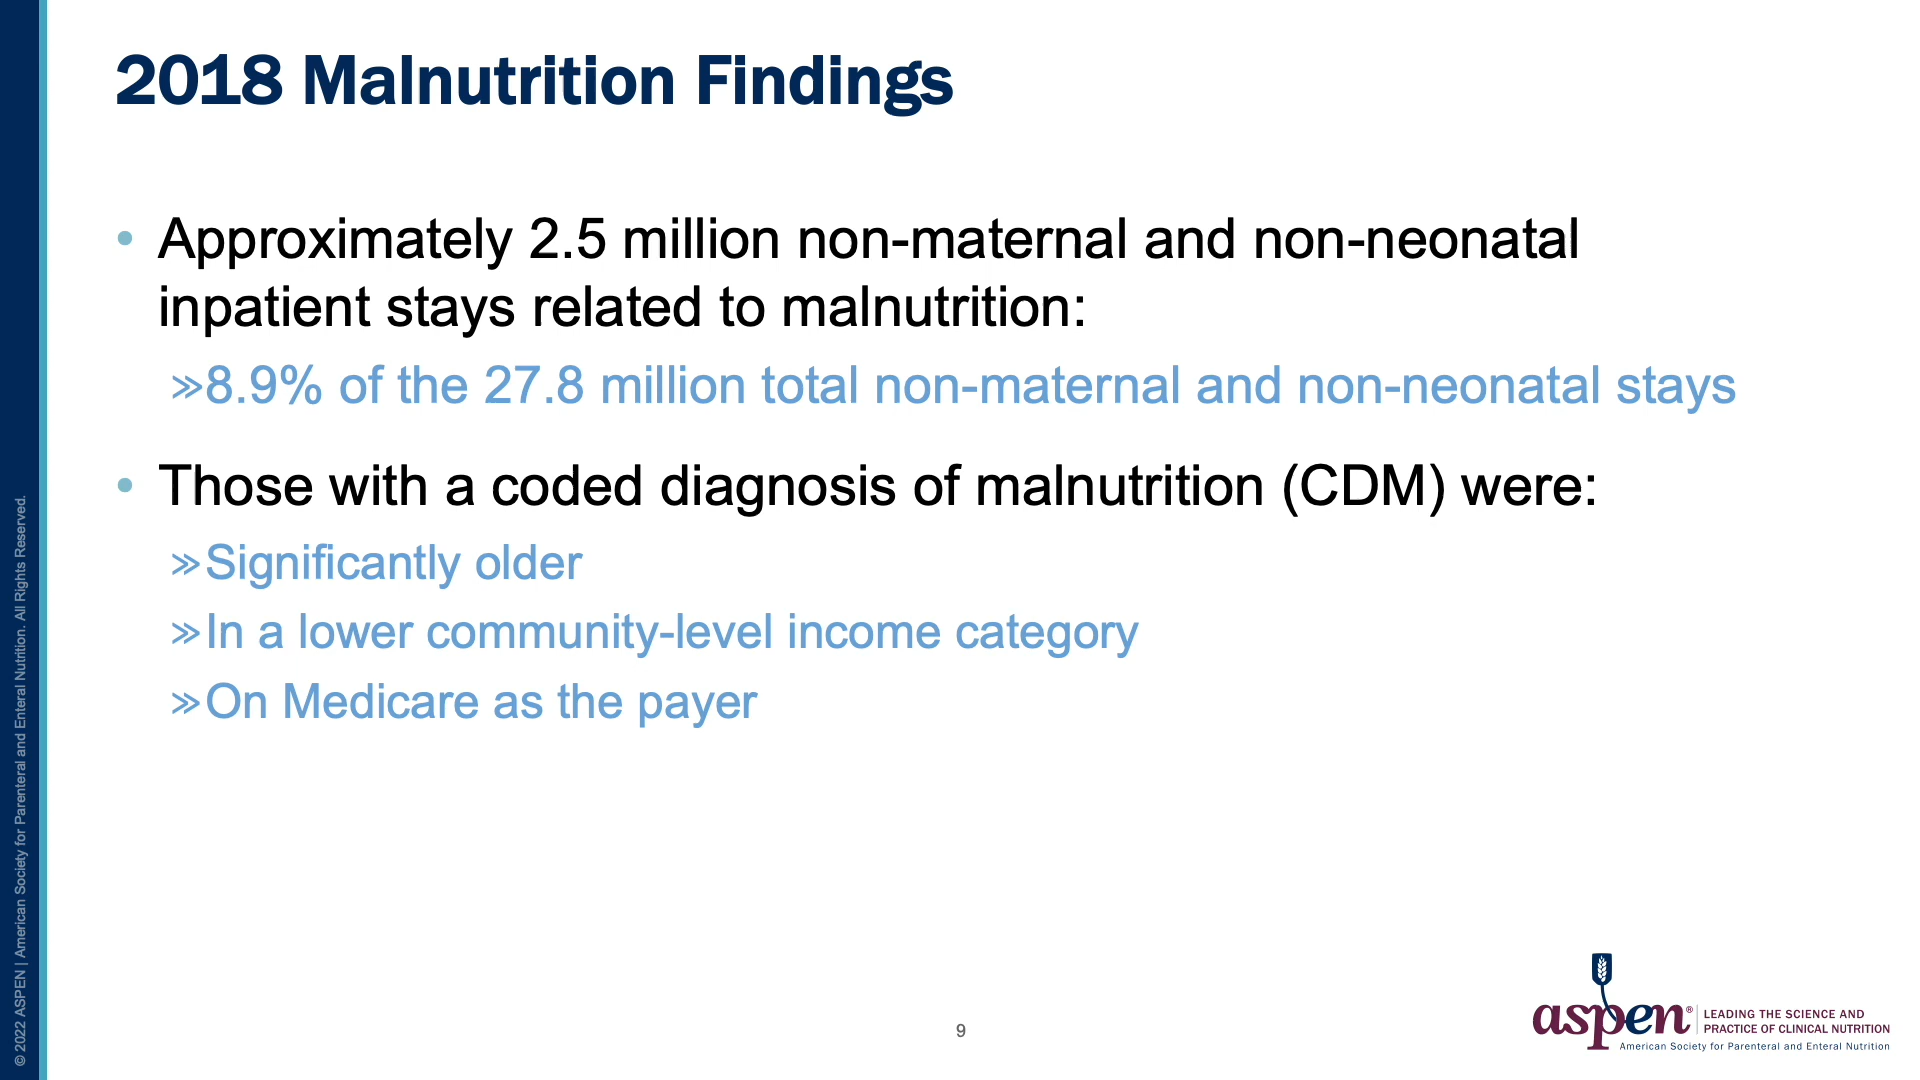 2018 Malnutrition Findings
• Approximately 2.5 million non-maternal and non-neonatal
inpatient stays related to malnutrition:
»8.9% of the 27.8 million total non-maternal and non-neonatal stays
• Those with a coded diagnosis of malnutrition (CDM) were:
»Significantly older
»In a lower community-level income category
»On Medicare as the payer
© 2022 ASPEN | American Society for Parenteral and Enteral Nutrition. All Rights Reserved.
9
aspen®
LEADING THE SCIENCE AND
PRACTICE OF CLINICAL NUTRITION
American Society for Parenteral and Enteral Nutrition